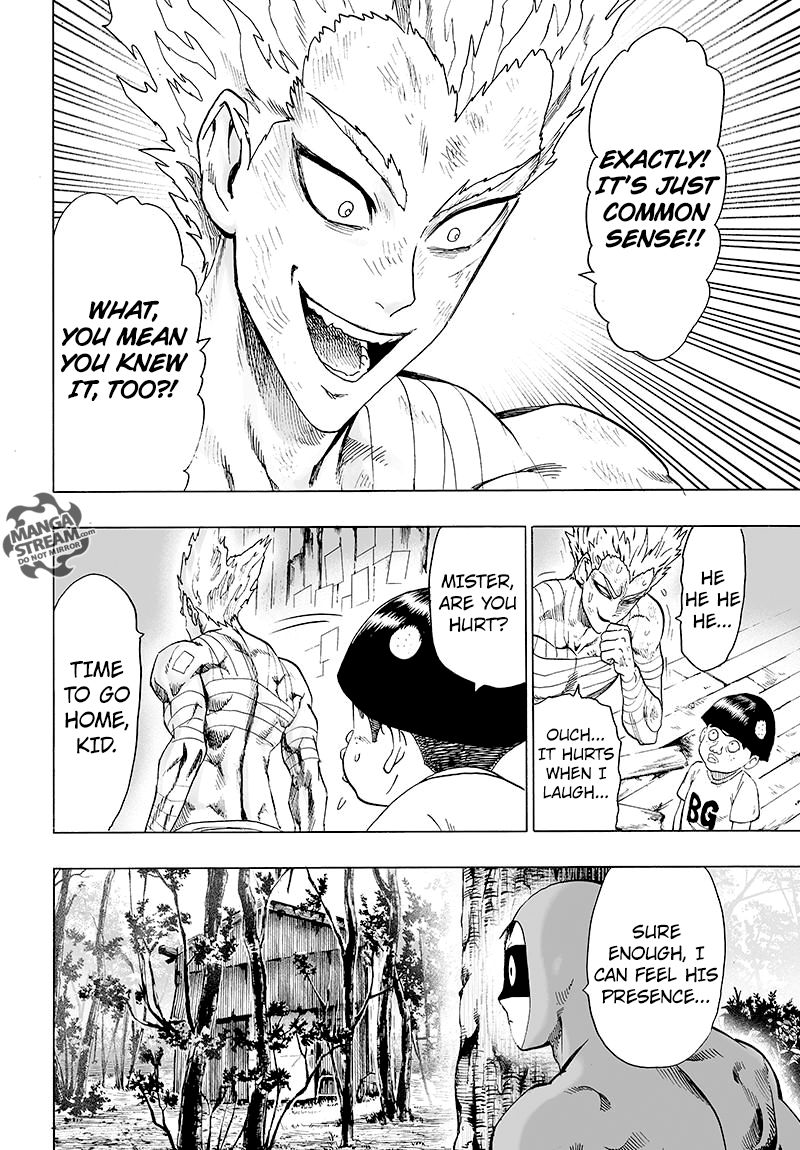 EXACTLY!
IT'S JUST
COMMON
SENSE!!
WHAT,
YOU MEAN
YOU KNEW
IT, TOO?!
MANGA
STREAM.com
DO NOT MIRROR
HE
HE HE HE
HE...
OUCH...
IT HURTS
WHEN I
LAUGH...
BG
MISTER,
ARE YOU
HURT?
TIME
TO GO
HOME,
KID.
SURE
ENOUGH, I
CAN FEEL HIS
PRESENCE...